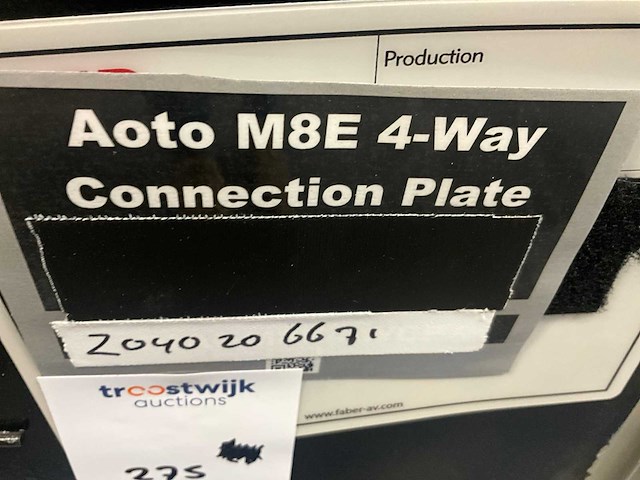 Production
Aoto M8E 4-Way
Connection Plate
2040 20 6671
troostwijk
auctions
www.faber-av.com
275